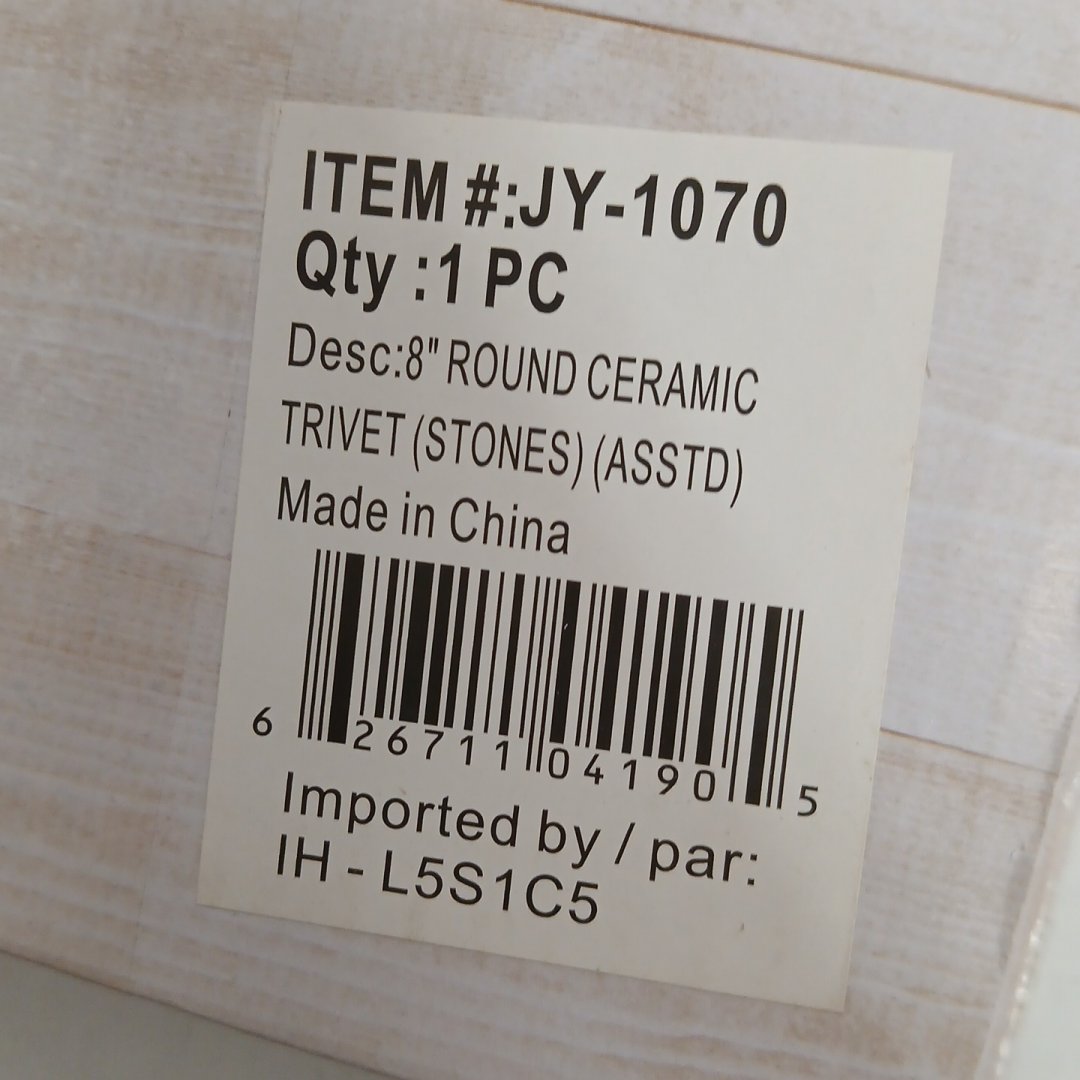 ITEM #:JY-1070
Qty :1 PC
Desc:8" ROUND CERAMIC
TRIVET (STONES) (ASSTD)
Made in China
6 26711 04190 5
Imported by / par:
IH - L5S1C5